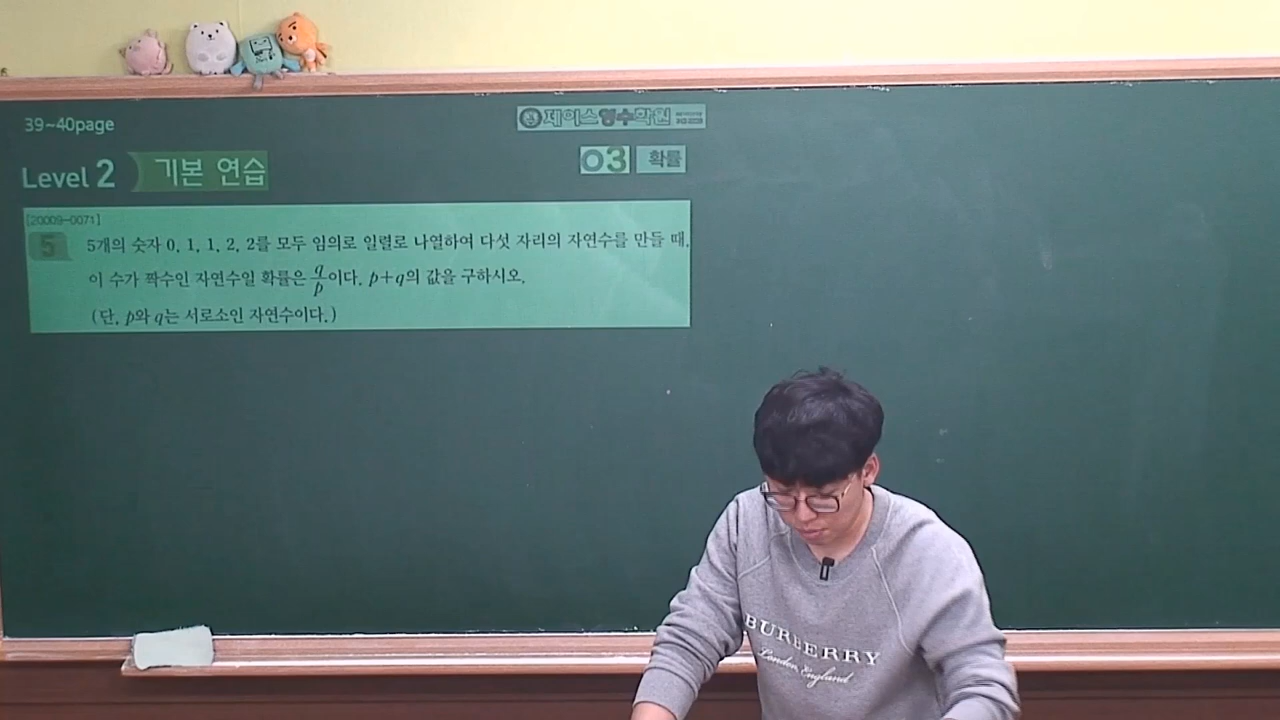 39~40page
제이스영수학원
Level 2 기본 연습
03 확률
[20009-0071]
5 5개의 숫자 0, 1, 1, 2, 2를 모두 임의로 일렬로 나열하여 다섯 자리의 자연수를 만들 때,
이 수가 짝수인 자연수일 확률은 q/p이다. p+q의 값을 구하시오.
(단, p와 q는 서로소인 자연수이다.)
BURBERRY
London, England